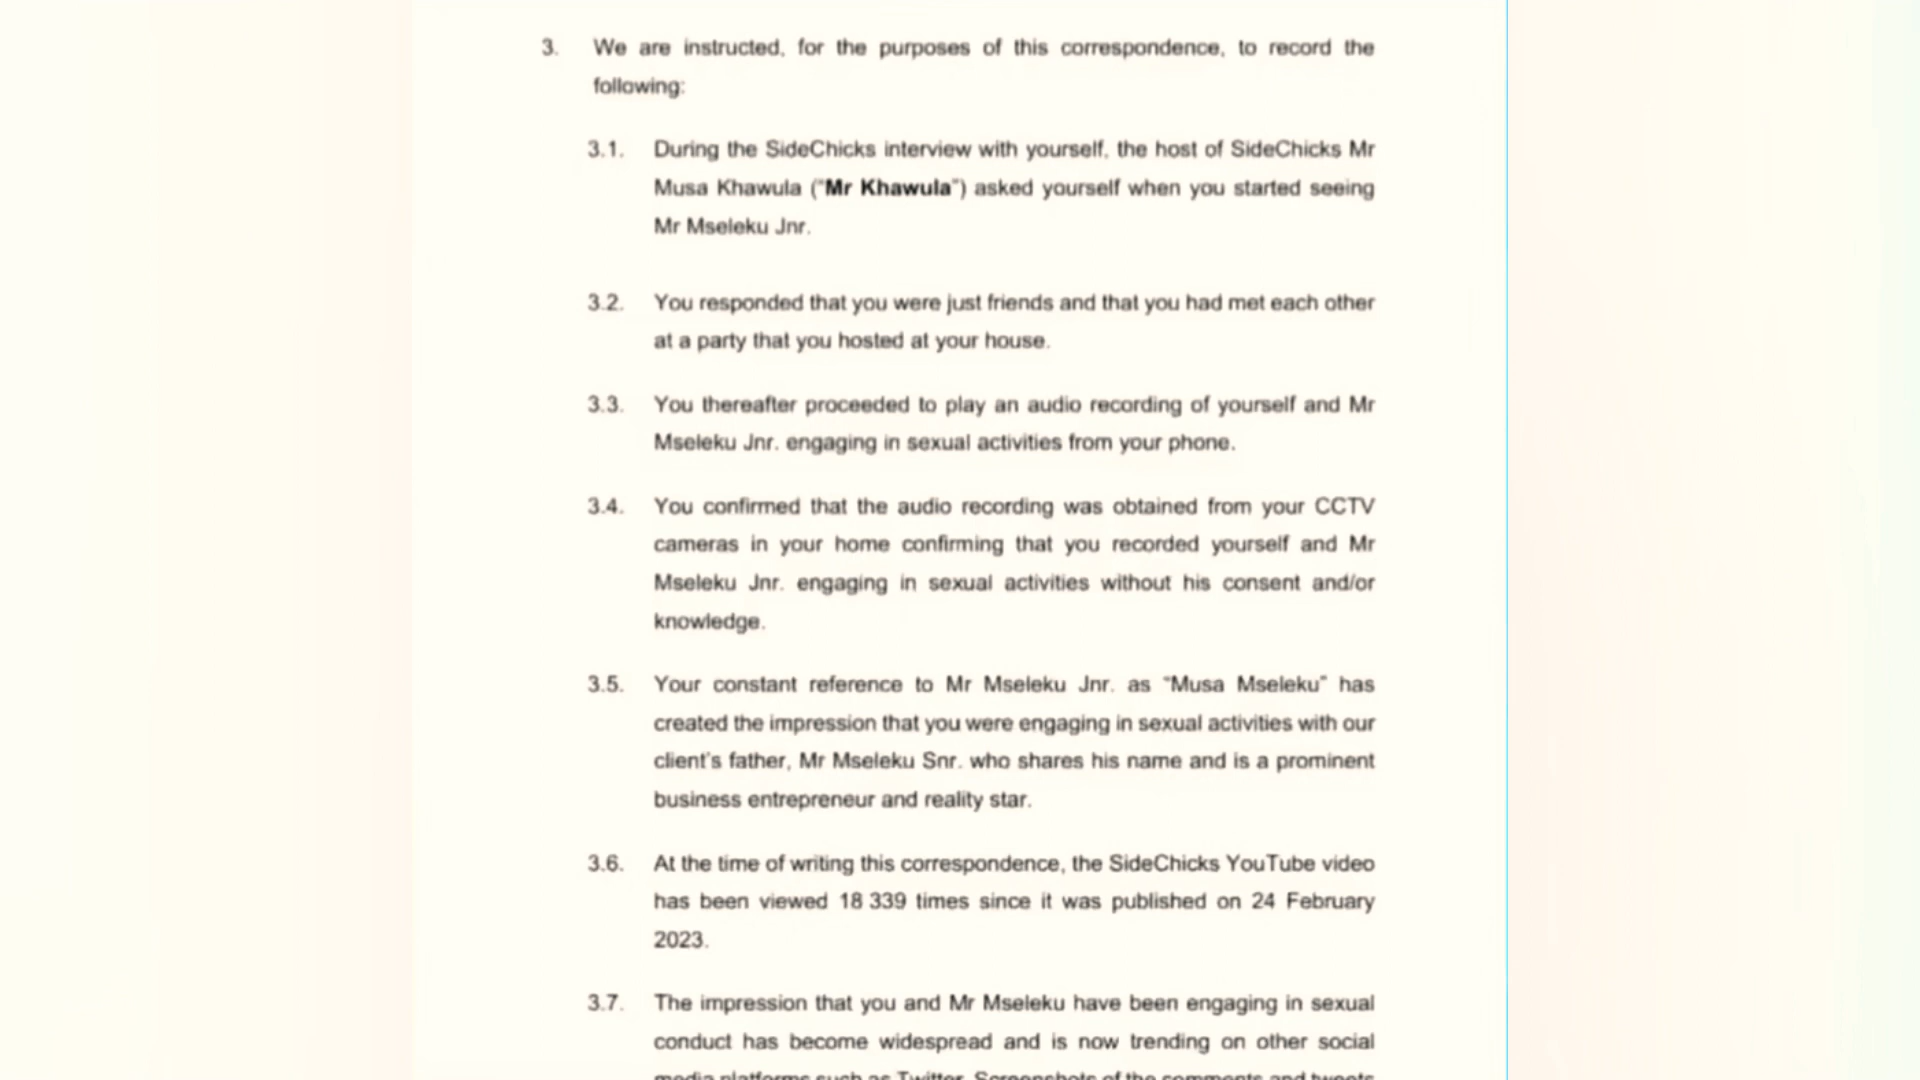 3. We are instructed, for the purposes of this correspondence, to record the
following:
3.1. During the SideChicks interview with yourself, the host of SideChicks Mr
Musa Khawula ("Mr Khawula") asked yourself when you started seeing
Mr Mseleku Jnr.
3.2. You responded that you were just friends and that you had met each other
at a party that you hosted at your house.
3.3. You thereafter proceeded to play an audio recording of yourself and Mr
Mseleku Jnr. engaging in sexual activities from your phone.
3.4. You confirmed that the audio recording was obtained from your CCTV
cameras in your home confirming that you recorded yourself and Mr
Mseleku Jnr. engaging in sexual activities without his consent and/or
knowledge.
3.5. Your constant reference to Mr Mseleku Jnr. as "Musa Mseleku" has
created the impression that you were engaging in sexual activities with our
client's father, Mr Mseleku Snr. who shares his name and is a prominent
business entrepreneur and reality star.
3.6. At the time of writing this correspondence, the SideChicks YouTube video
has been viewed 18 339 times since it was published on 24 February
2023.
3.7. The impression that you and Mr Mseleku have been engaging in sexual
conduct has become widespread and is now trending on other social
media platforms such as Twitter. Screenshots of the comments and tweets